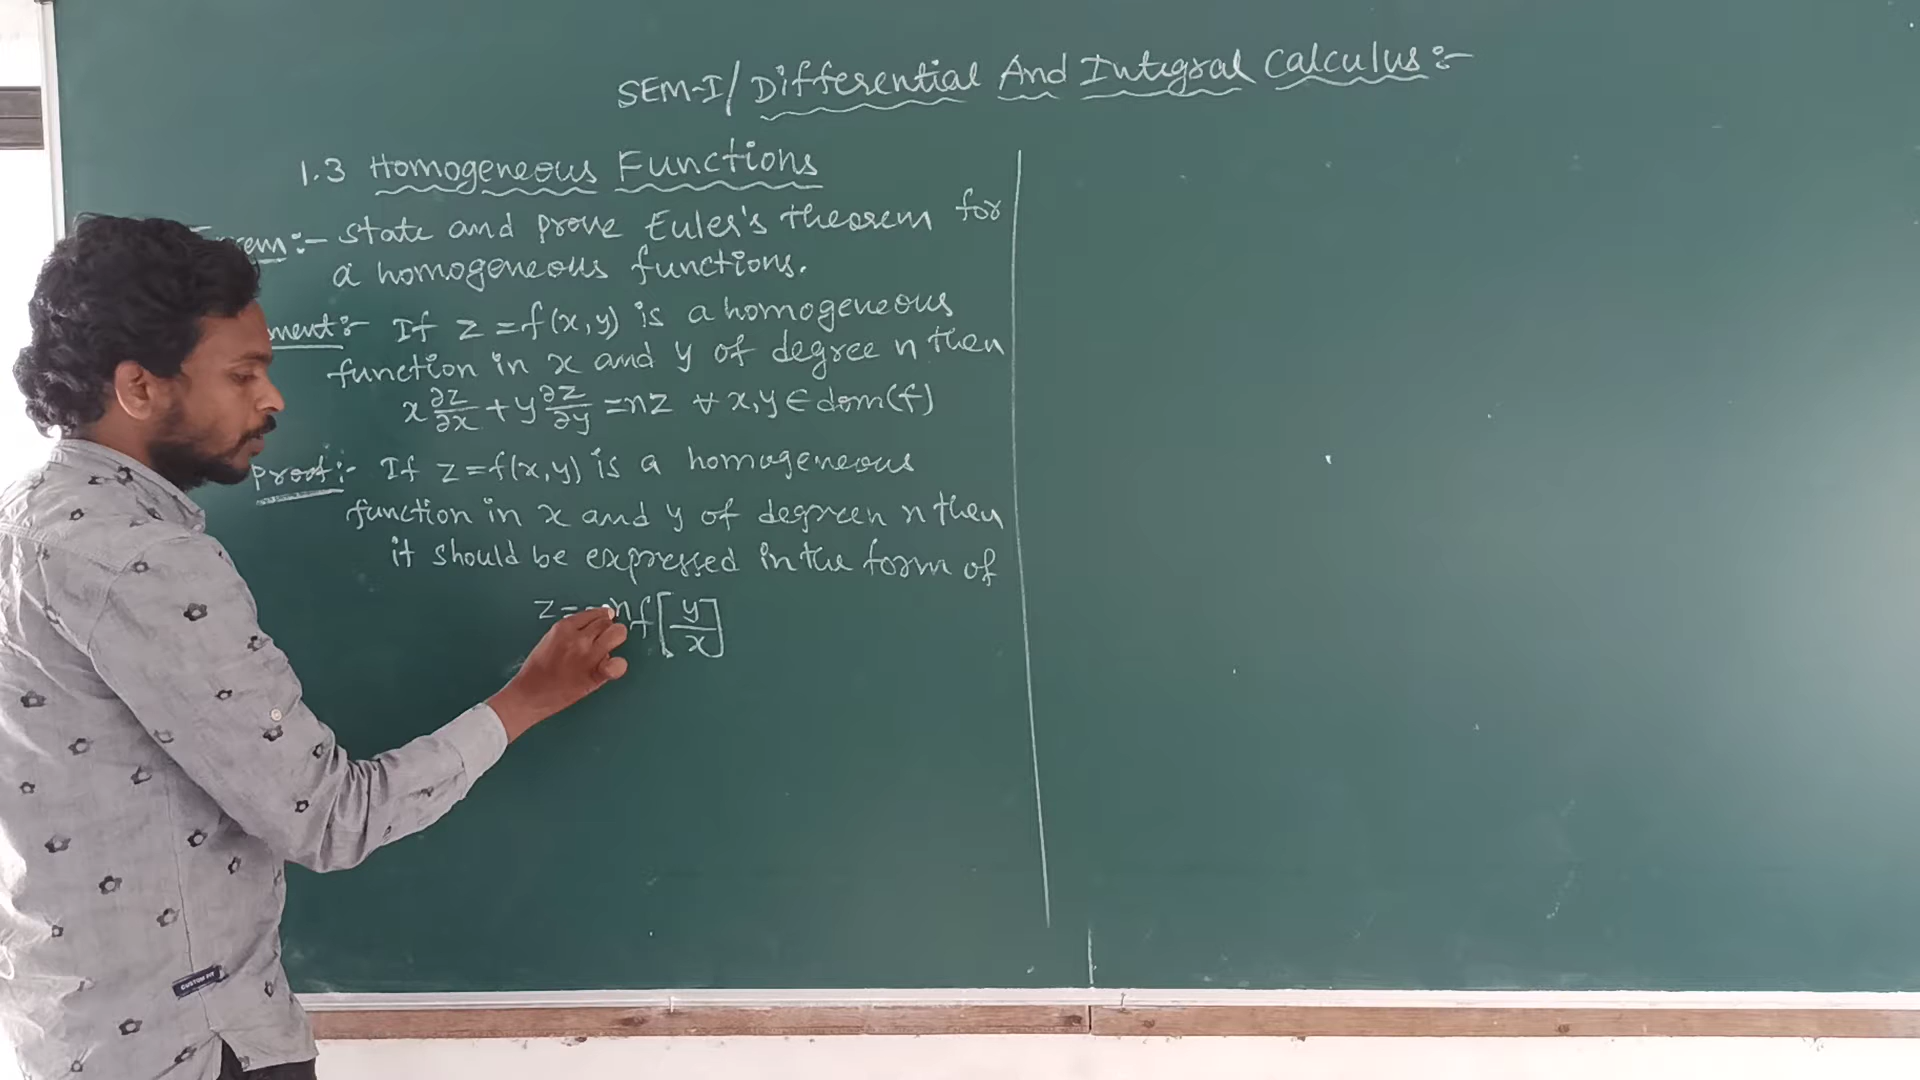 SEM-I/ Differential And Integral Calculus :-
1.3 Homogeneous Functions
:- state and prove Euler's theorem for
a homogeneous functions.
If z = f(x,y) is a homogeneous
function in x and y of degree n then
x ∂z/∂x + y ∂z/∂y = nz ∀ x,y ∈ dom(f)
Proof :- If z = f(x,y) is a homogeneous
function in x and y of degreen n then
it should be expressed in the form of
z = n f[y/x]
CUSTOM FIT